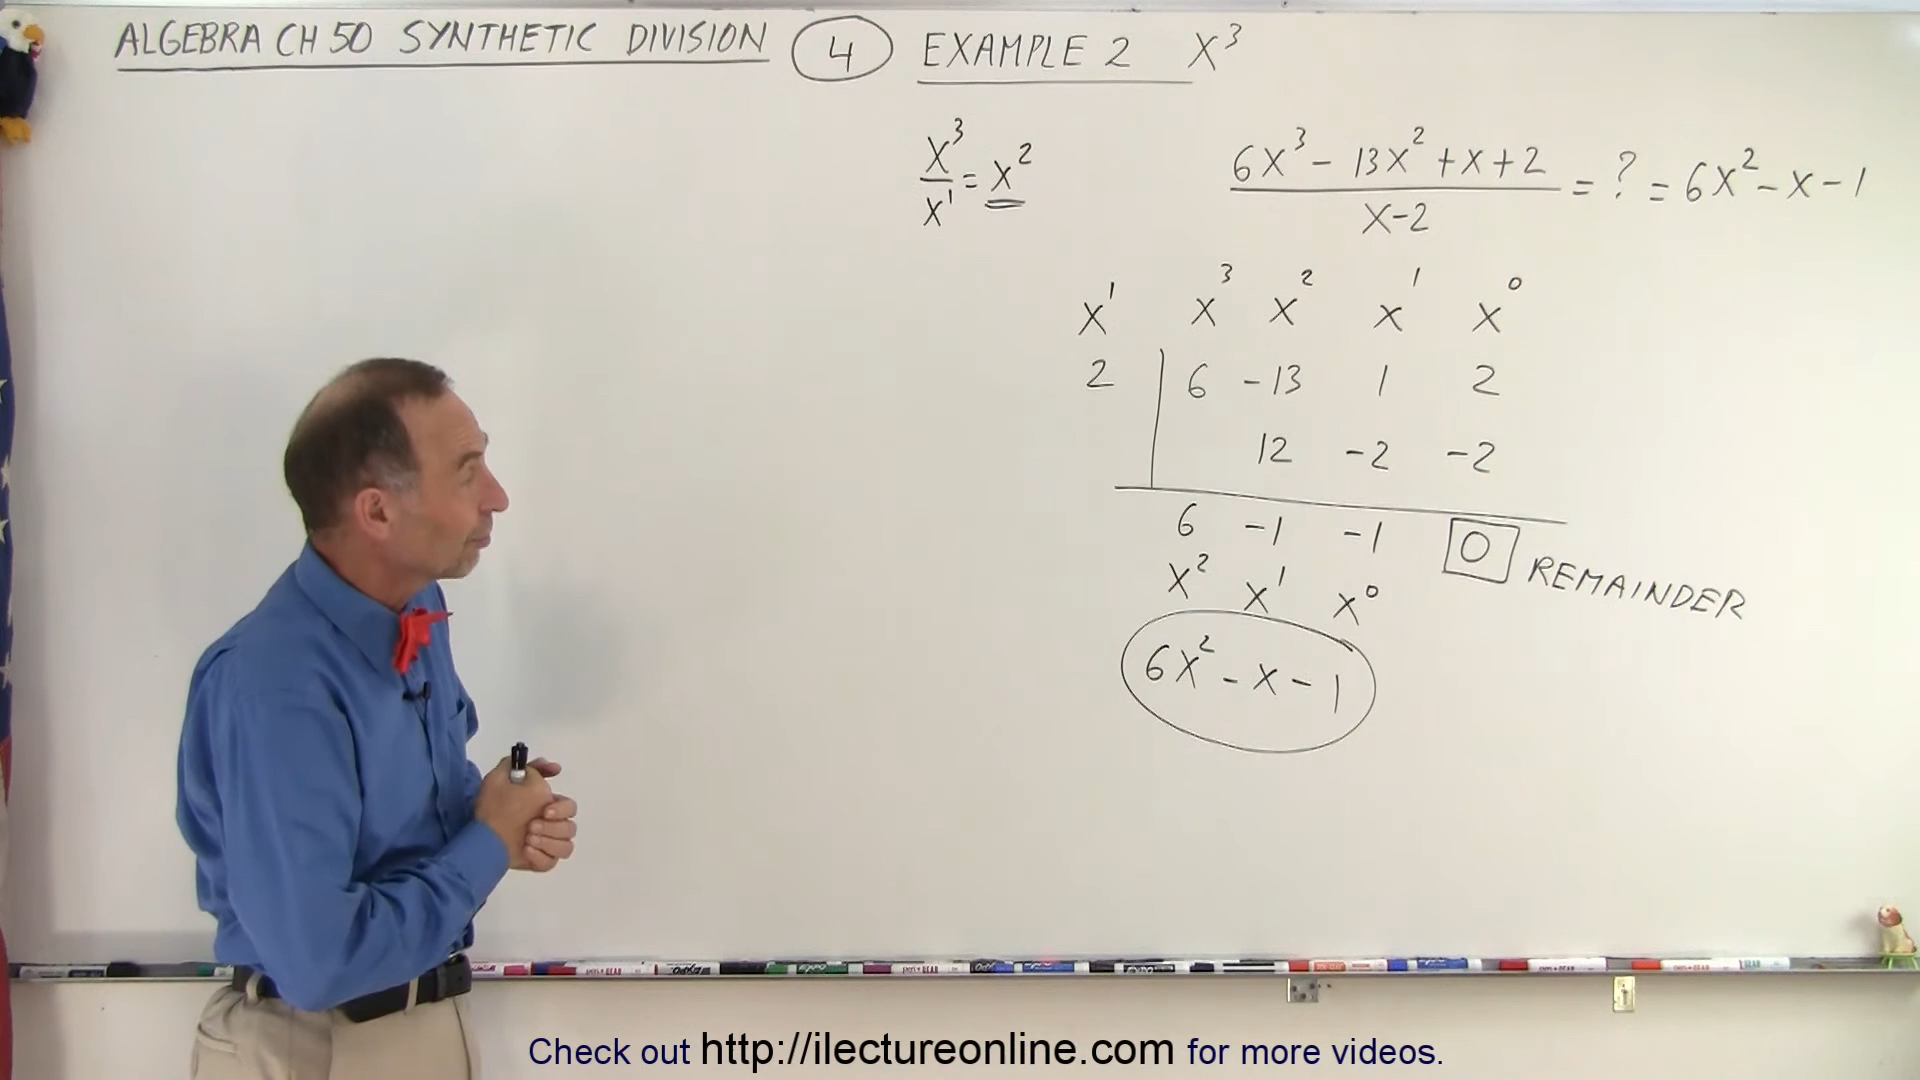 ALGEBRA CH 50 SYNTHETIC DIVISION 4 EXAMPLE 2 X³
X³/X¹ = X²
6X³ - 13X² + X + 2 / X-2 = ? = 6X² - X - 1
X¹ X³ X² X¹ X⁰
2 6 -13 1 2
12 -2 -2
6 -1 -1 0 REMAINDER
X² X¹ X⁰
6X² - X - 1
Check out http://ilectureonline.com for more videos.